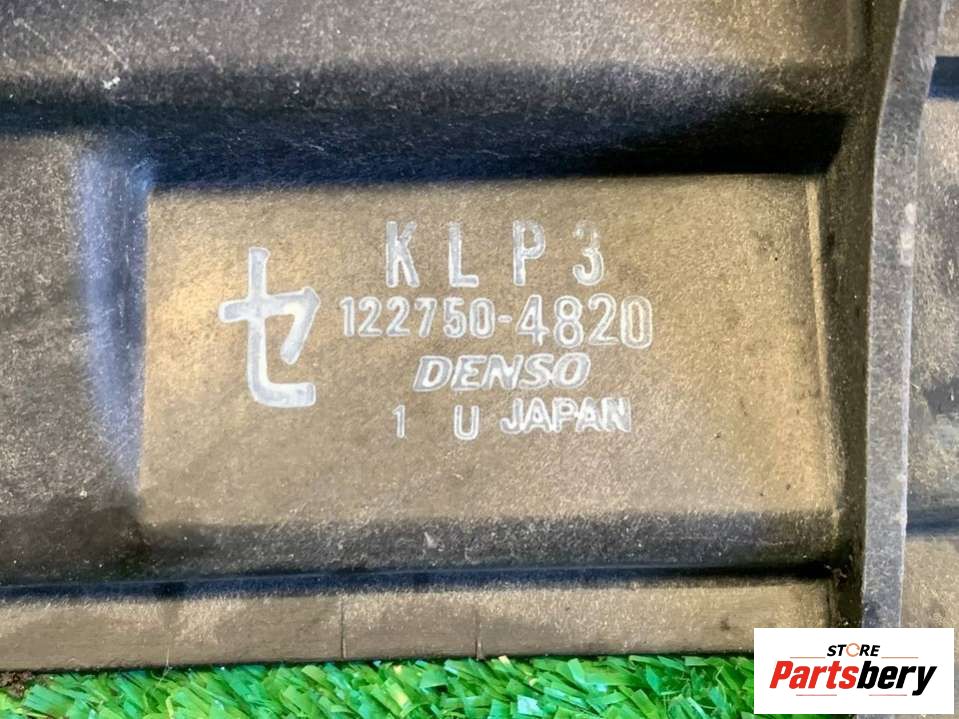 KLP3
セ
122750-4820
DENSO
1 U JAPAN
STORE
Partsbery